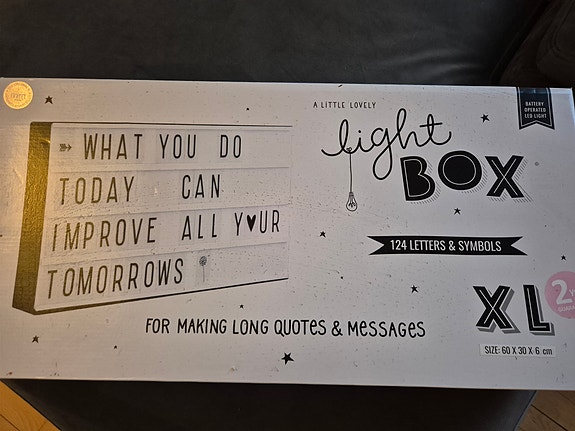 WHAT YOU DO
TODAY CAN
IMPROVE ALL Y♥UR
TOMORROWS
A LITTLE LOVELY
light
BOX
BATTERY
OPERATED
LED LIGHT
124 LETTERS & SYMBOLS
XL
2
SIZE: 60 X 30 X 6 cm
FOR MAKING LONG QUOTES & MESSAGES